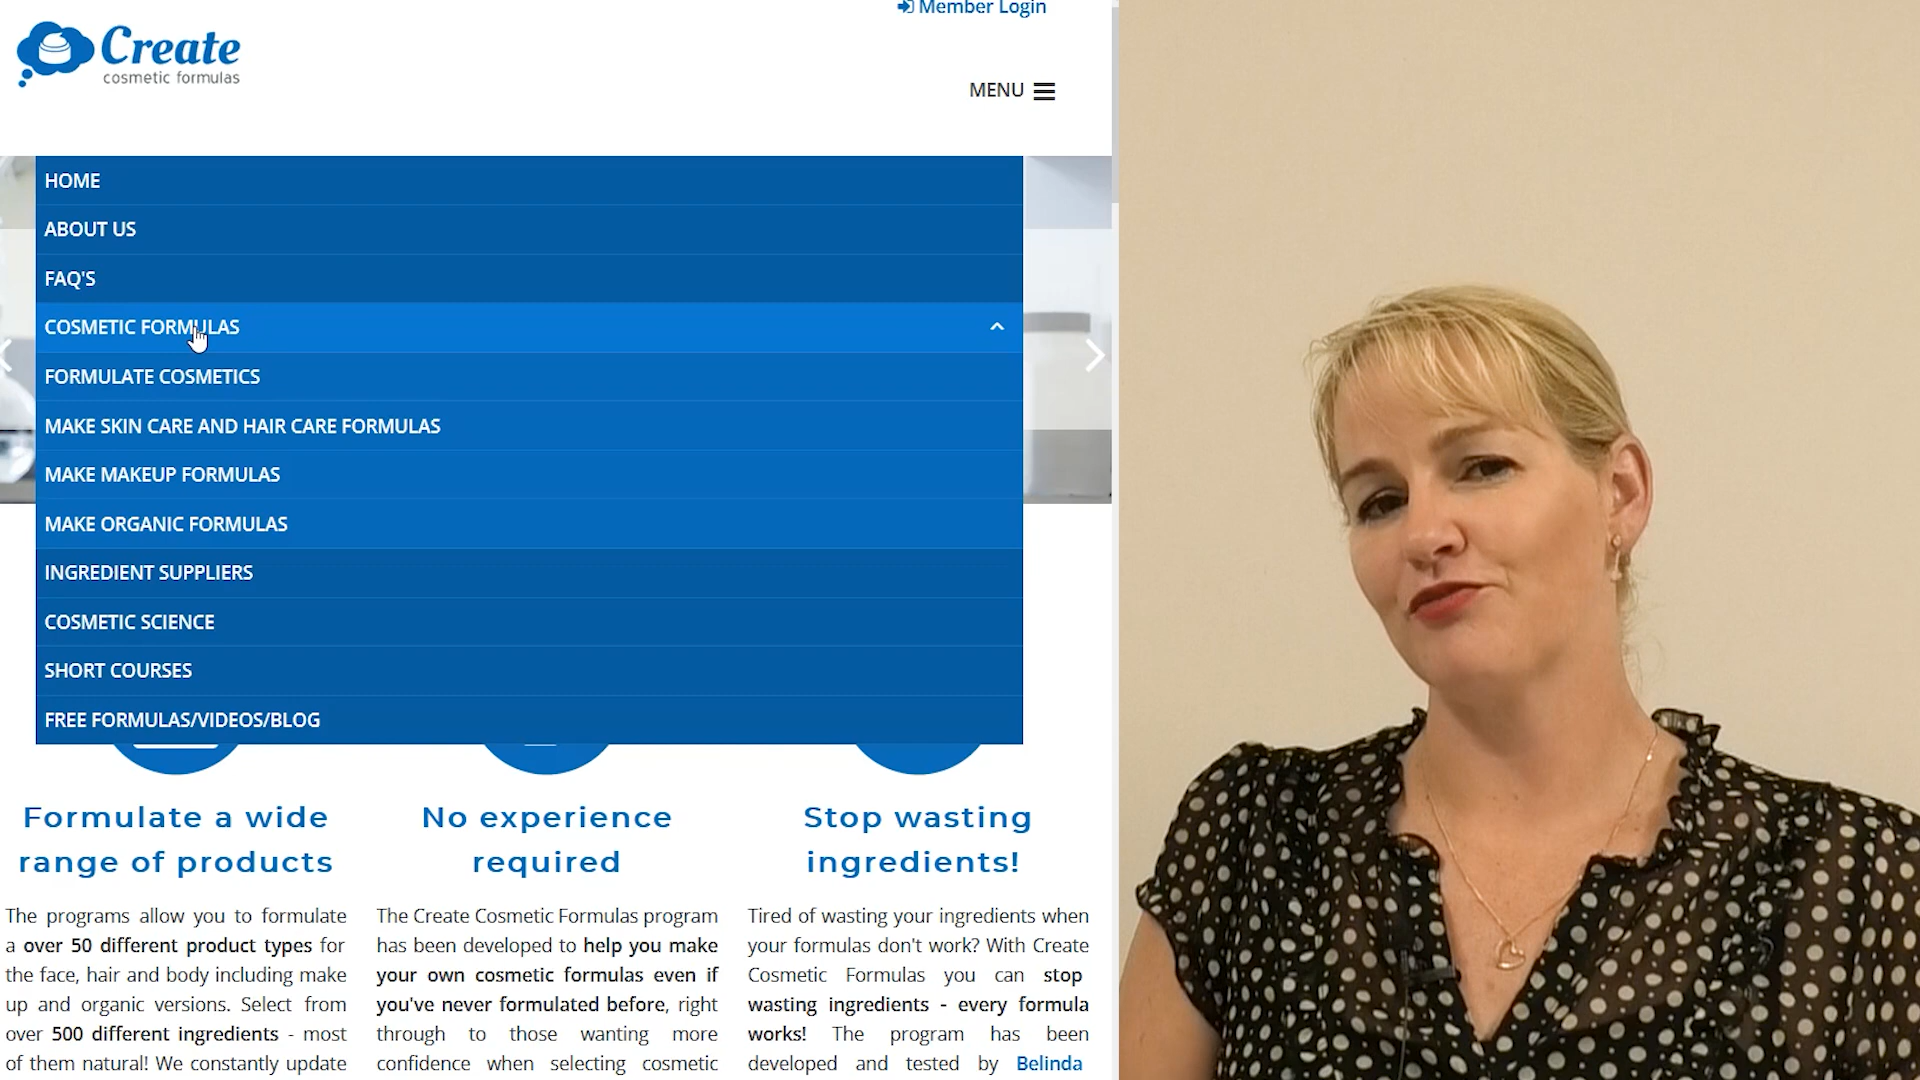 Member Login
Create
cosmetic formulas
MENU
HOME
ABOUT US
FAQ'S
COSMETIC FORMULAS
FORMULATE COSMETICS
MAKE SKIN CARE AND HAIR CARE FORMULAS
MAKE MAKEUP FORMULAS
MAKE ORGANIC FORMULAS
INGREDIENT SUPPLIERS
COSMETIC SCIENCE
SHORT COURSES
FREE FORMULAS/VIDEOS/BLOG
Formulate a wide
range of products
The programs allow you to formulate
a over 50 different product types for
the face, hair and body including make
up and organic versions. Select from
over 500 different ingredients - most
of them natural! We constantly update
No experience
required
The Create Cosmetic Formulas program
has been developed to help you make
your own cosmetic formulas even if
you've never formulated before, right
through to those wanting more
confidence when selecting cosmetic
Stop wasting
ingredients!
Tired of wasting your ingredients when
your formulas don't work? With Create
Cosmetic Formulas you can stop
wasting ingredients - every formula
works! The program has been
developed and tested by Belinda